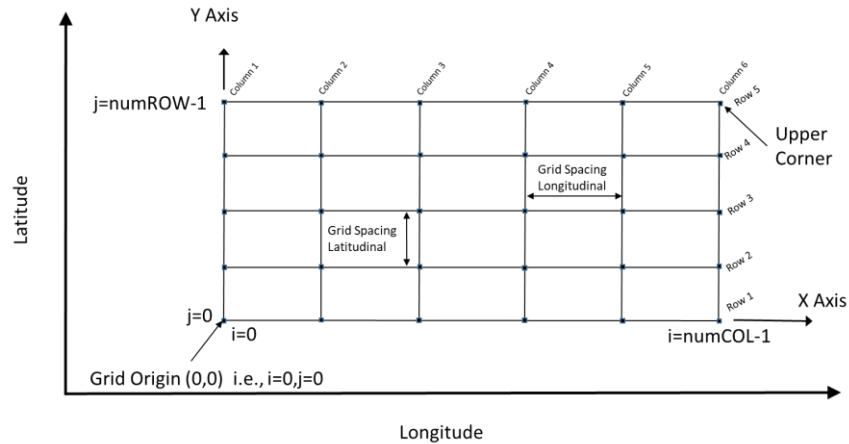 Y Axis
Column 1
Column 2
Column 3
Column 4
Column 5
Column 6
Row 5
j=numROW-1
Upper
Corner
Row 4
Grid Spacing
Longitudinal
Row 3
Grid Spacing
Latitudinal
Latitude
Row 2
Row 1
X Axis
j=0
i=0
i=numCOL-1
Grid Origin (0,0) i.e., i=0,j=0
Longitude